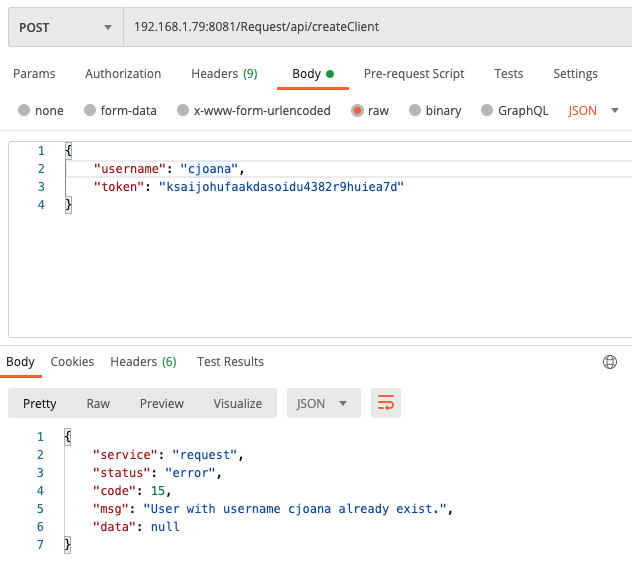 POST 192.168.1.79:8081/Request/api/createClient
Params Authorization Headers (9) Body Pre-request Script Tests Settings
none form-data x-www-form-urlencoded raw binary GraphQL JSON
1 {
2 "username": "cjoana",
3 "token": "ksaijohufaakdasoidu4382r9huiea7d"
4 }
Body Cookies Headers (6) Test Results
Pretty Raw Preview Visualize JSON
1 {
2 "service": "request",
3 "status": "error",
4 "code": 15,
5 "msg": "User with username cjoana already exist.",
6 "data": null
7 }